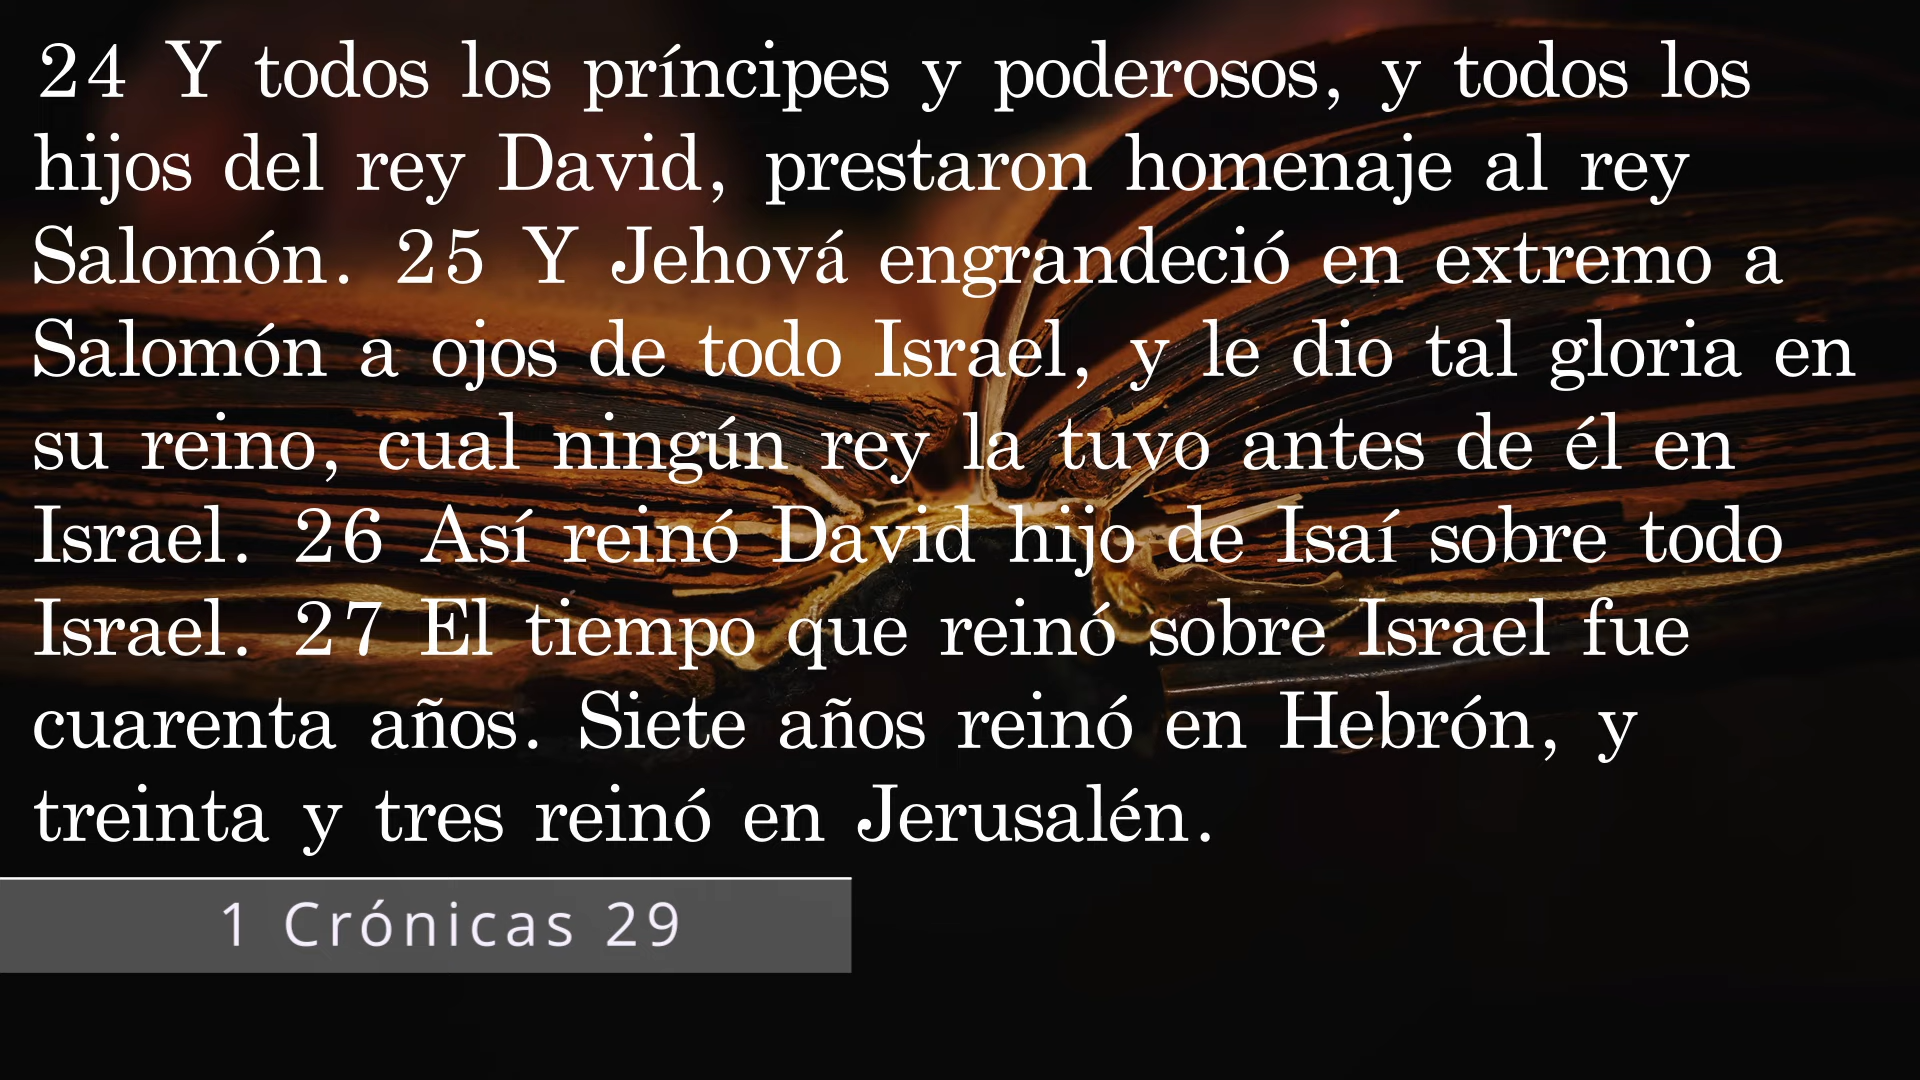 24 Y todos los príncipes y poderosos, y todos los
hijos del rey David, prestaron homenaje al rey
Salomón. 25 Y Jehová engrandeció en extremo a
Salomón a ojos de todo Israel, y le dio tal gloria en
su reino, cual ningún rey la tuvo antes de él en
Israel. 26 Así reinó David hijo de Isaí sobre todo
Israel. 27 El tiempo que reinó sobre Israel fue
cuarenta años. Siete años reinó en Hebrón, y
treinta y tres reinó en Jerusalén.
1 Crónicas 29